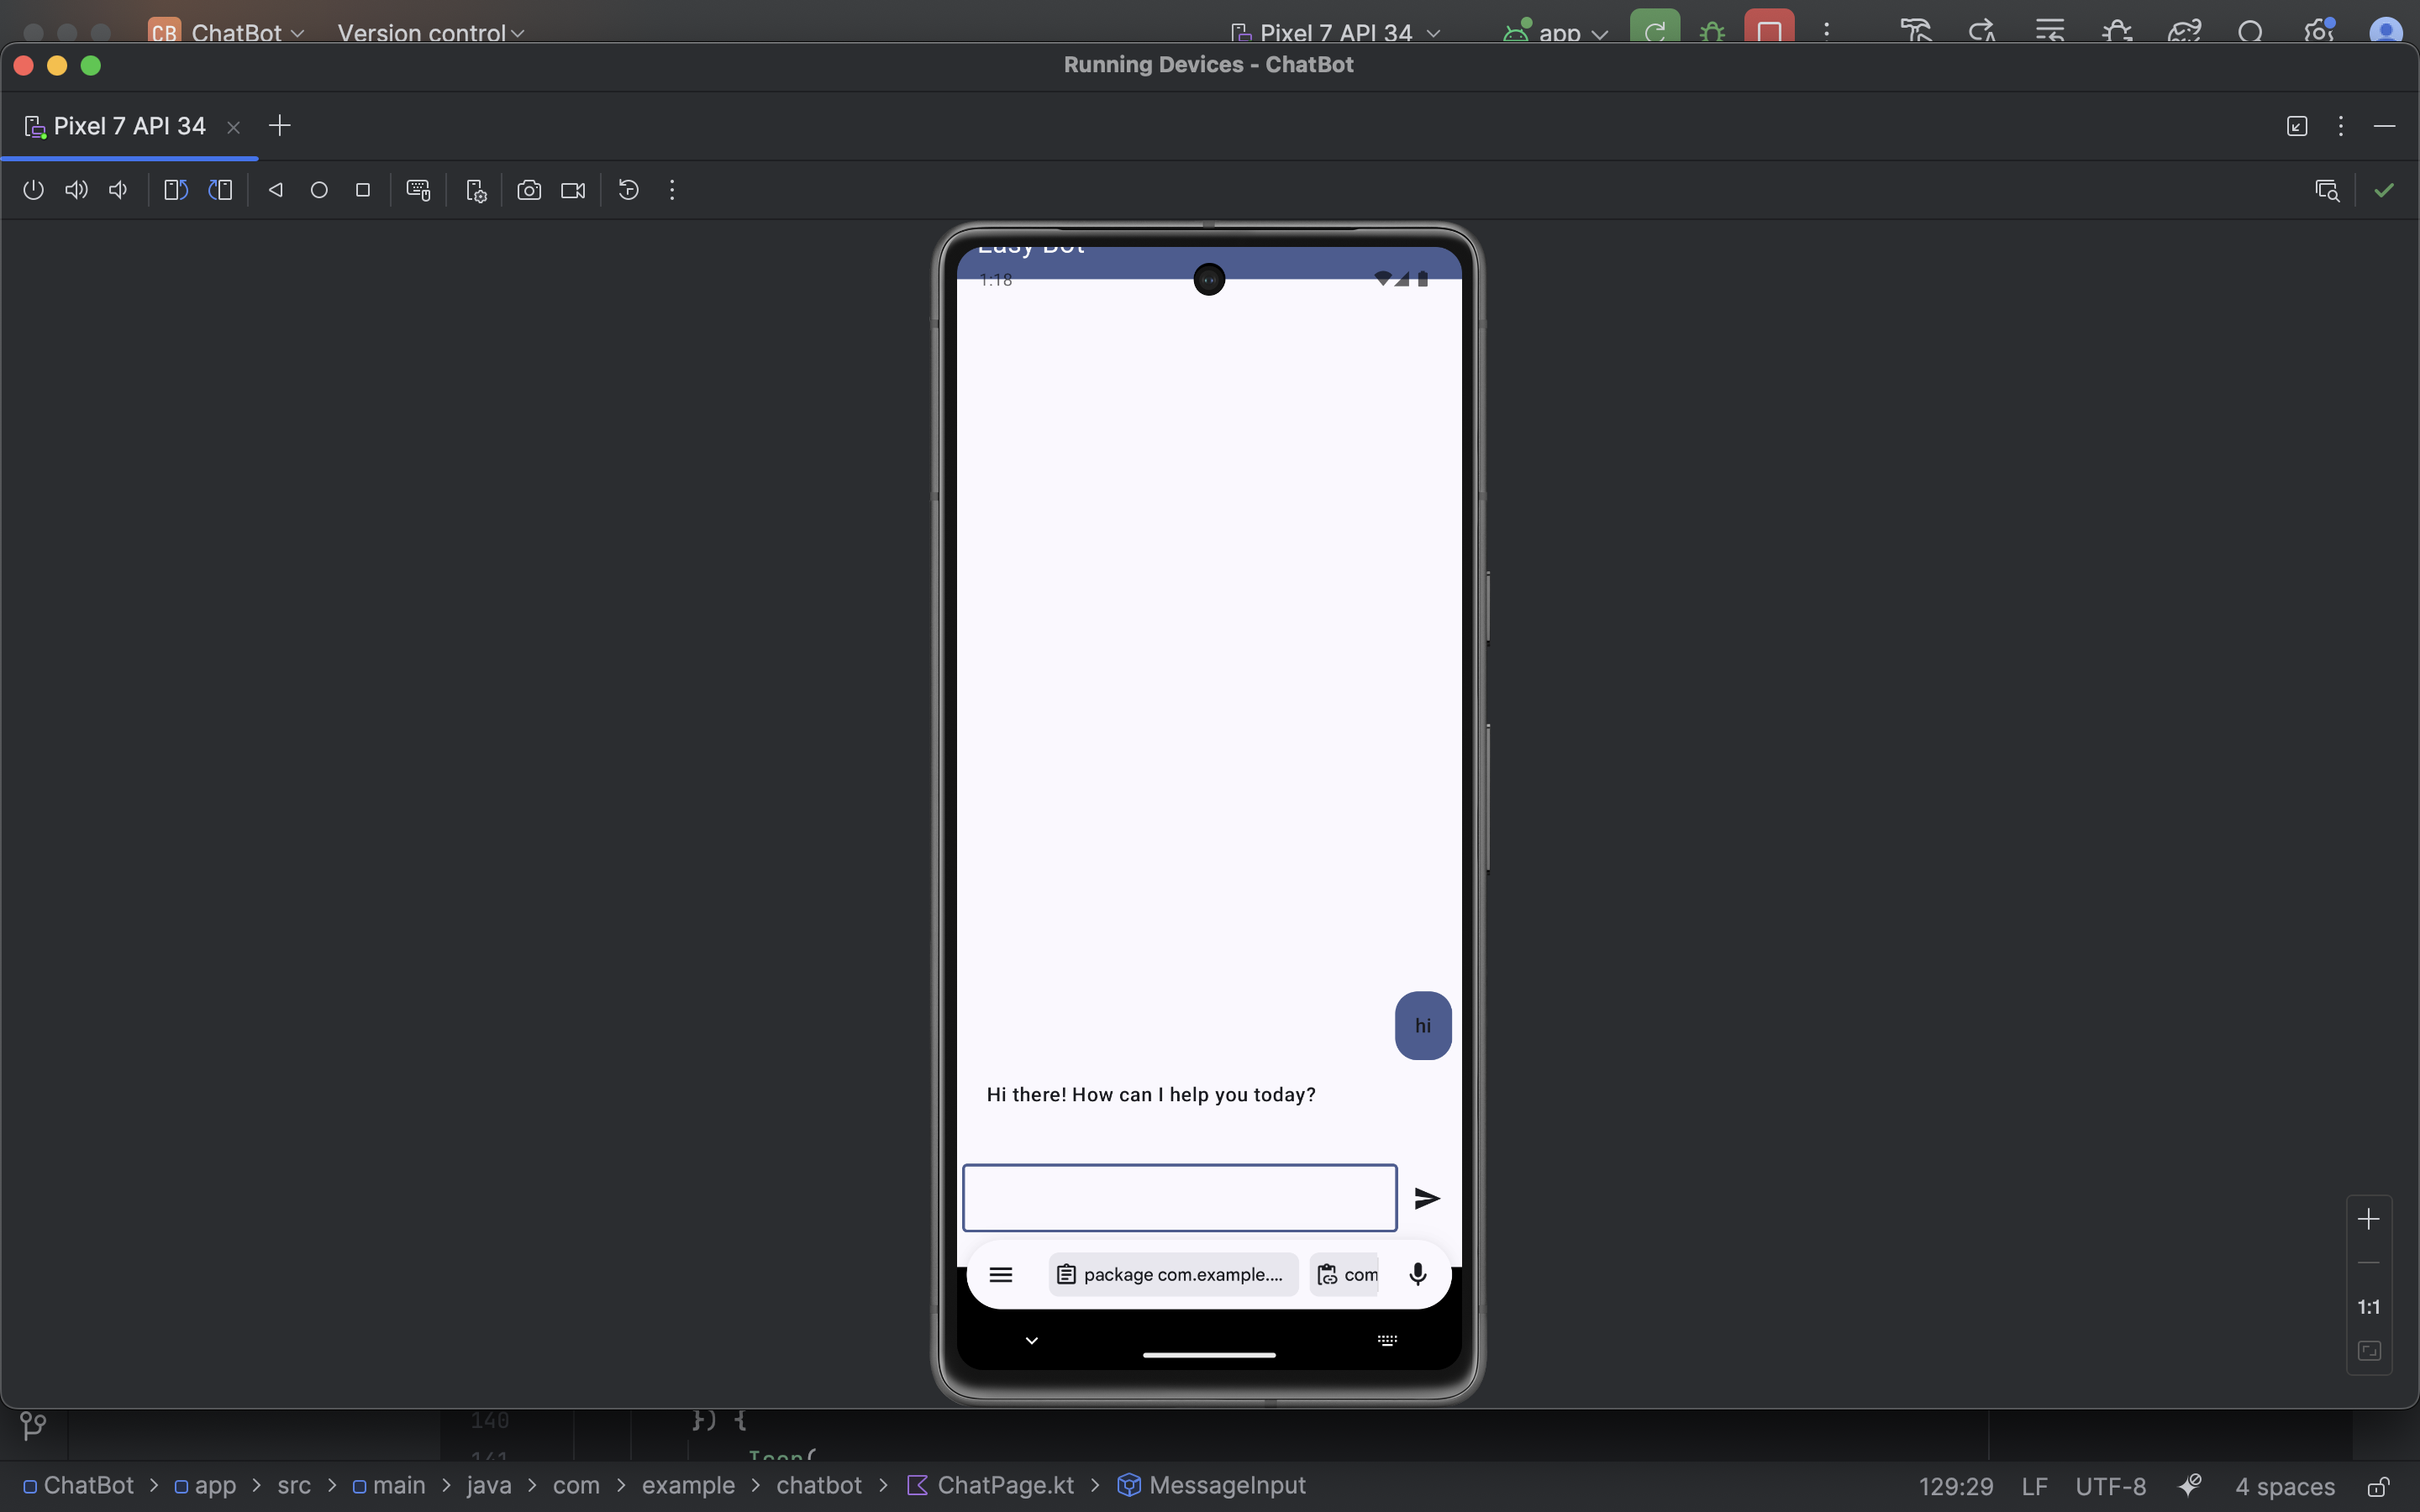 CB ChatBot Version control Pixel 7 API 34 app
Running Devices - ChatBot
Pixel 7 API 34
Easy Bot
1:18
hi
Hi there! How can I help you today?
package com.example.... com
1:1
140 }) {
141 Icon(
ChatBot > app > src > main > java > com > example > chatbot > ChatPage.kt > MessageInput 129:29 LF UTF-8 4 spaces